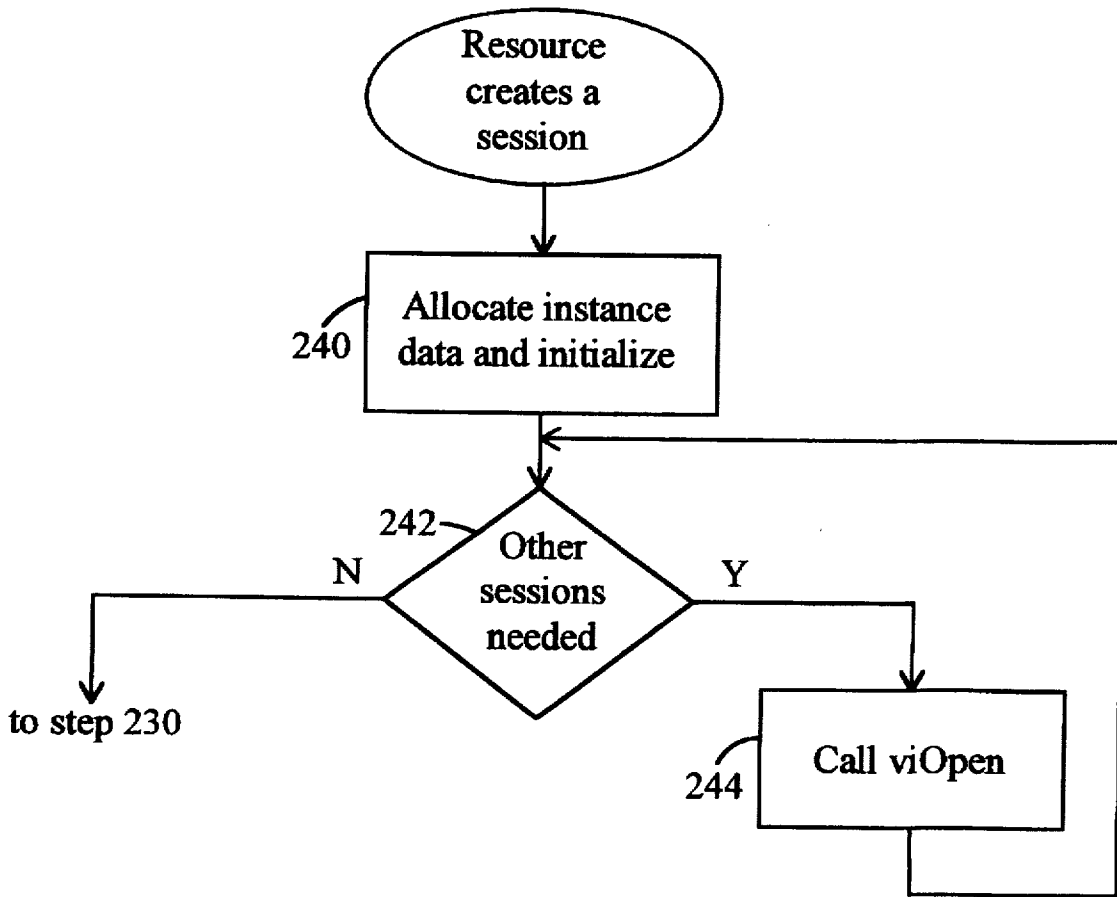 Resource
creates a
session
Allocate instance
data and initialize
240
242
Other
sessions
needed
N
Y
to step 230
Call viOpen
244